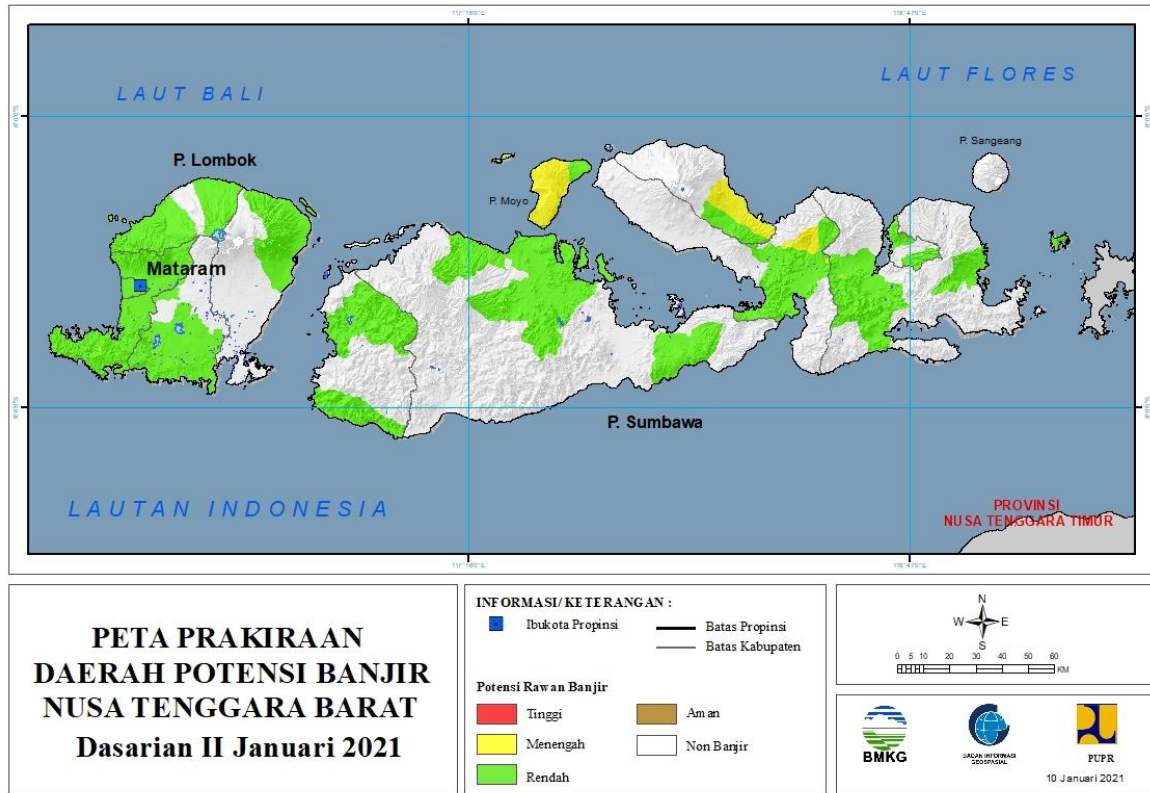 LAUT BALI
LAUT FLORES
P. Sangeang
P. Lombok
P. Moyo
Mataram
P. Sumbawa
LAUTAN INDONESIA
PROVINSI
NUSA TENGGARA TIMUR
PETA PRAKIRAAN
DAERAH POTENSI BANJIR
NUSA TENGGARA BARAT
Dasarian II Januari 2021
INFORMASI/ KETERANGAN :
Ibukota Propinsi
Batas Propinsi
Batas Kabupaten
Potensi Rawan Banjir
Tinggi
Aman
Menengah
Non Banjir
Rendah
N
W
E
S
0 5 10 20 30 40 50 60
KM
BMKG
BADAN INFORMASI
GEOSPASIAL
PUPR
10 Januari 2021